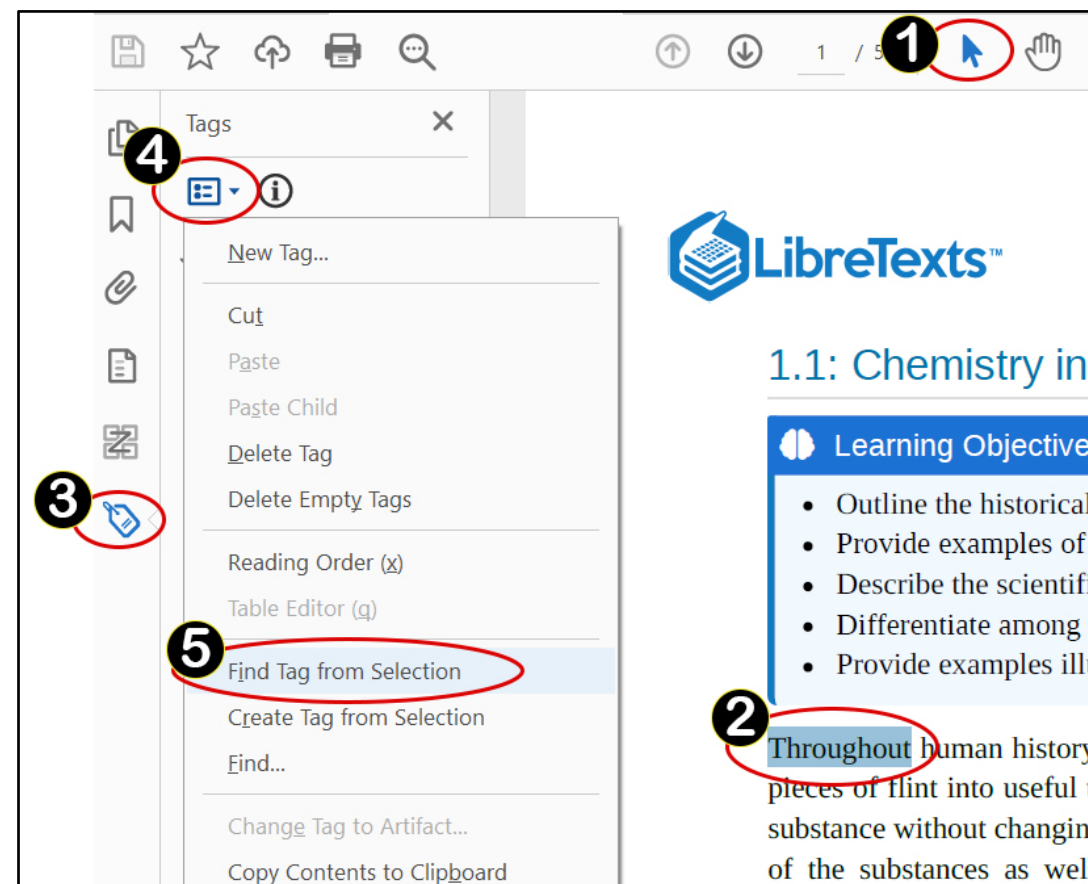 1 / 5
1
Tags
4
New Tag...
Cut
Paste
Paste Child
Delete Tag
Delete Empty Tags
3
Reading Order (x)
Table Editor (q)
5
Find Tag from Selection
Create Tag from Selection
Find...
Change Tag to Artifact...
Copy Contents to Clipboard
LibreTexts™
1.1: Chemistry in
Learning Objective
• Outline the historical
• Provide examples of
• Describe the scientifi
• Differentiate among
• Provide examples
2
Throughout human history
pieces of flint into useful
substance without changin
of the substances as wel